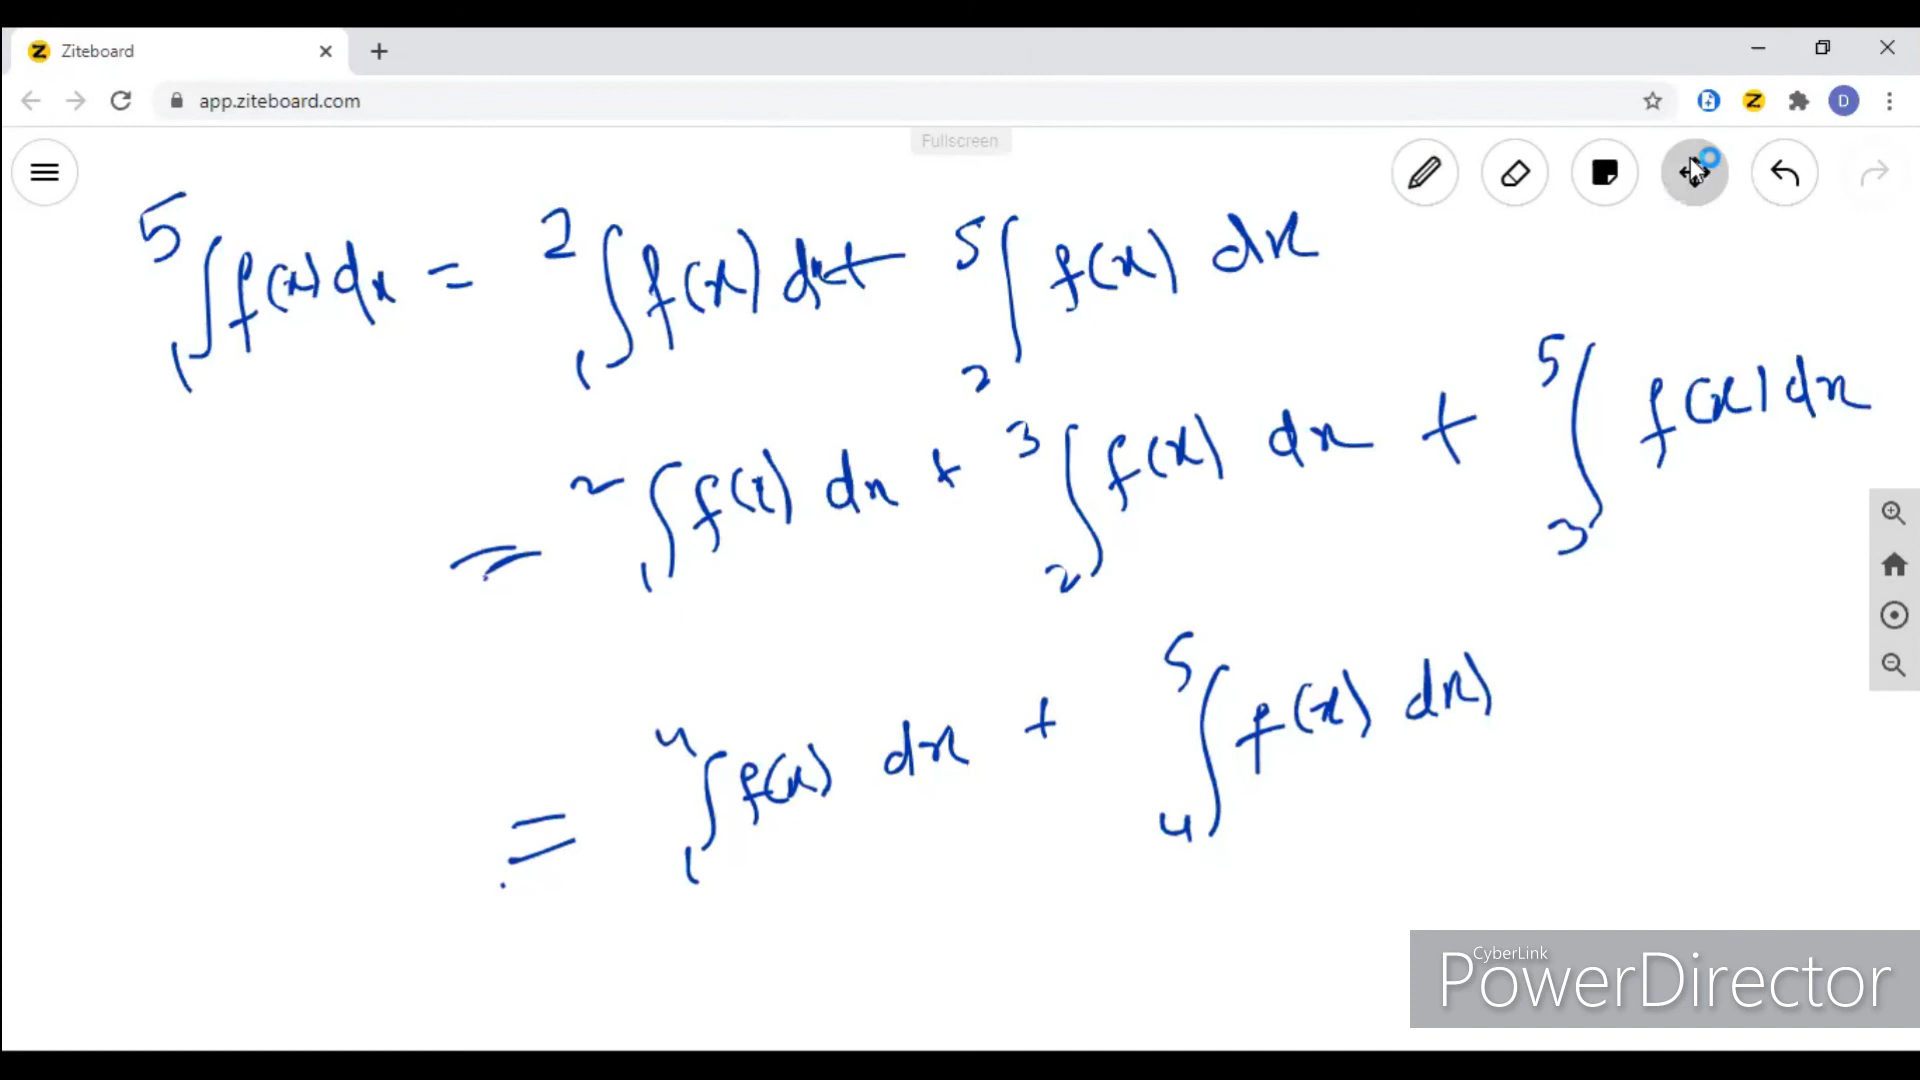 Ziteboard
app.ziteboard.com
D
Fullscreen
5∫1 f(x) dx = 2∫1 f(x) dx + 5∫2 f(x) dx
= 2∫1 f(x) dx + 3∫2 f(x) dx + 5∫3 f(x) dx
= 4∫1 f(x) dx + 5∫4 f(x) dx)
CyberLink
PowerDirector